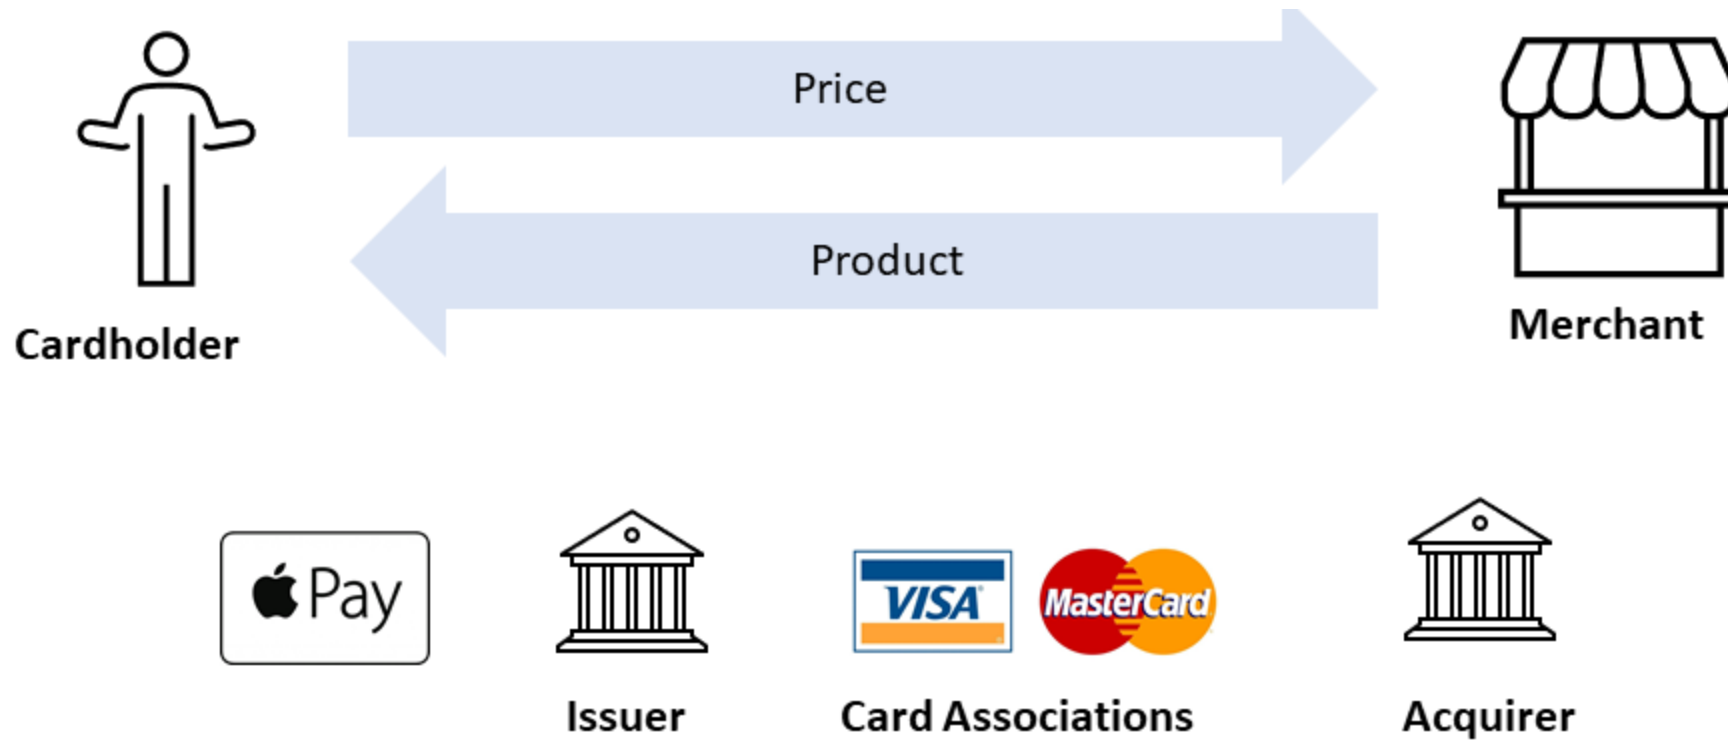 Price
Product
Cardholder
Merchant
Pay
VISA
MasterCard
Issuer
Card Associations
Acquirer